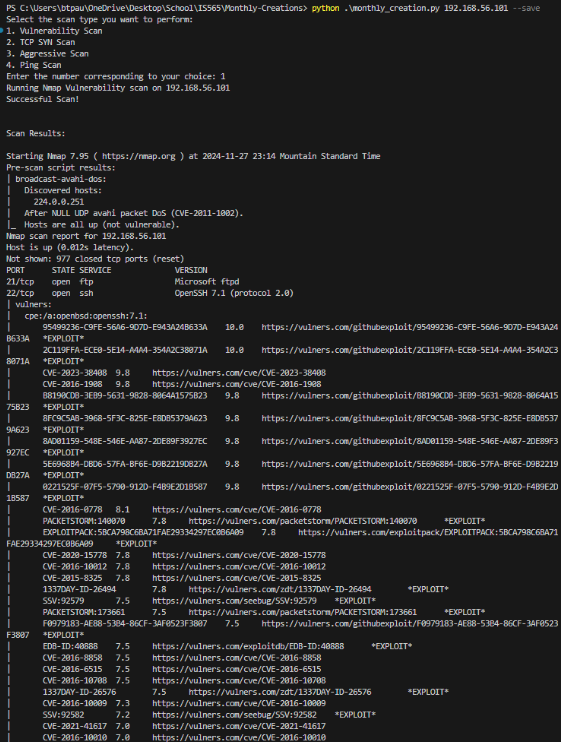 PS C:\Users\btpau\OneDrive\Desktop\School\IS565\Monthly-Creations> python .\monthly_creation.py 192.168.56.101 --save
Select the scan type you want to perform:
1. Vulnerability Scan
2. TCP SYN Scan
3. Aggressive Scan
4. Ping Scan
Enter the number corresponding to your choice: 1
Running Nmap Vulnerability scan on 192.168.56.101
Successful Scan!
Scan Results:
Starting Nmap 7.95 ( https://nmap.org ) at 2024-11-27 23:14 Mountain Standard Time
Pre-scan script results:
| broadcast-avahi-dos:
|   Discovered hosts:
|     224.0.0.251
|   After NULL UDP avahi packet DoS (CVE-2011-1002).
|_  Hosts are all up (not vulnerable).
Nmap scan report for 192.168.56.101
Host is up (0.012s latency).
Not shown: 977 closed tcp ports (reset)
PORT     STATE SERVICE              VERSION
21/tcp   open  ftp                  Microsoft ftpd
22/tcp   open  ssh                  OpenSSH 7.1 (protocol 2.0)
| vulners:
|   cpe:/a:openbsd:openssh:7.1:
|       95499236-C9FE-56A6-9D7D-E943A24B633A    10.0    https://vulners.com/githubexploit/95499236-C9FE-56A6-9D7D-E943A24
B633A   *EXPLOIT*
|       2C119FFA-ECE0-5E14-A4A4-354A2C38071A    10.0    https://vulners.com/githubexploit/2C119FFA-ECE0-5E14-A4A4-354A2C3
8071A   *EXPLOIT*
|       CVE-2023-38408  9.8     https://vulners.com/cve/CVE-2023-38408
|       CVE-2016-1908   9.8     https://vulners.com/cve/CVE-2016-1908
|       B8190CDB-3EB9-5631-9828-8064A1575B23    9.8     https://vulners.com/githubexploit/B8190CDB-3EB9-5631-9828-8064A15
75B23   *EXPLOIT*
|       8FC9C5AB-3968-5F3C-825E-E8DB5379A623    9.8     https://vulners.com/githubexploit/8FC9C5AB-3968-5F3C-825E-E8DB537
9A623   *EXPLOIT*
|       8AD01159-548E-546E-AA87-2DE89F3927EC    9.8     https://vulners.com/githubexploit/8AD01159-548E-546E-AA87-2DE89F3
927EC   *EXPLOIT*
|       5E6968B4-DBD6-57FA-BF6E-D9B2219DB27A    9.8     https://vulners.com/githubexploit/5E6968B4-DBD6-57FA-BF6E-D9B2219
DB27A   *EXPLOIT*
|       0221525F-07F5-5790-912D-F4B9E2D1B587    9.8     https://vulners.com/githubexploit/0221525F-07F5-5790-912D-F4B9E2D
1B587   *EXPLOIT*
|       CVE-2016-0778   8.1     https://vulners.com/cve/CVE-2016-0778
|       PACKETSTORM:140070      7.8     https://vulners.com/packetstorm/PACKETSTORM:140070      *EXPLOIT*
|       EXPLOITPACK:5BCA798C6BA71FAE29334297EC0B6A09    7.8     https://vulners.com/exploitpack/EXPLOITPACK:5BCA798C6BA71
FAE29334297EC0B6A09     *EXPLOIT*
|       CVE-2020-15778  7.8     https://vulners.com/cve/CVE-2020-15778
|       CVE-2016-10012  7.8     https://vulners.com/cve/CVE-2016-10012
|       CVE-2015-8325   7.8     https://vulners.com/cve/CVE-2015-8325
|       1337DAY-ID-26494        7.8     https://vulners.com/zdt/1337DAY-ID-26494        *EXPLOIT*
|       SSV:92579       7.5     https://vulners.com/seebug/SSV:92579    *EXPLOIT*
|       PACKETSTORM:173661      7.5     https://vulners.com/packetstorm/PACKETSTORM:173661      *EXPLOIT*
|       F0979183-AE88-53B4-86CF-3AF0523F3807    7.5     https://vulners.com/githubexploit/F0979183-AE88-53B4-86CF-3AF0523
F3807   *EXPLOIT*
|       EDB-ID:40888    7.5     https://vulners.com/exploitdb/EDB-ID:40888      *EXPLOIT*
|       CVE-2016-8858   7.5     https://vulners.com/cve/CVE-2016-8858
|       CVE-2016-6515   7.5     https://vulners.com/cve/CVE-2016-6515
|       CVE-2016-10708  7.5     https://vulners.com/cve/CVE-2016-10708
|       1337DAY-ID-26576        7.5     https://vulners.com/zdt/1337DAY-ID-26576        *EXPLOIT*
|       CVE-2016-10009  7.3     https://vulners.com/cve/CVE-2016-10009
|       SSV:92582       7.2     https://vulners.com/seebug/SSV:92582    *EXPLOIT*
|       CVE-2021-41617  7.0     https://vulners.com/cve/CVE-2021-41617
|       CVE-2016-10010  7.0     https://vulners.com/cve/CVE-2016-10010